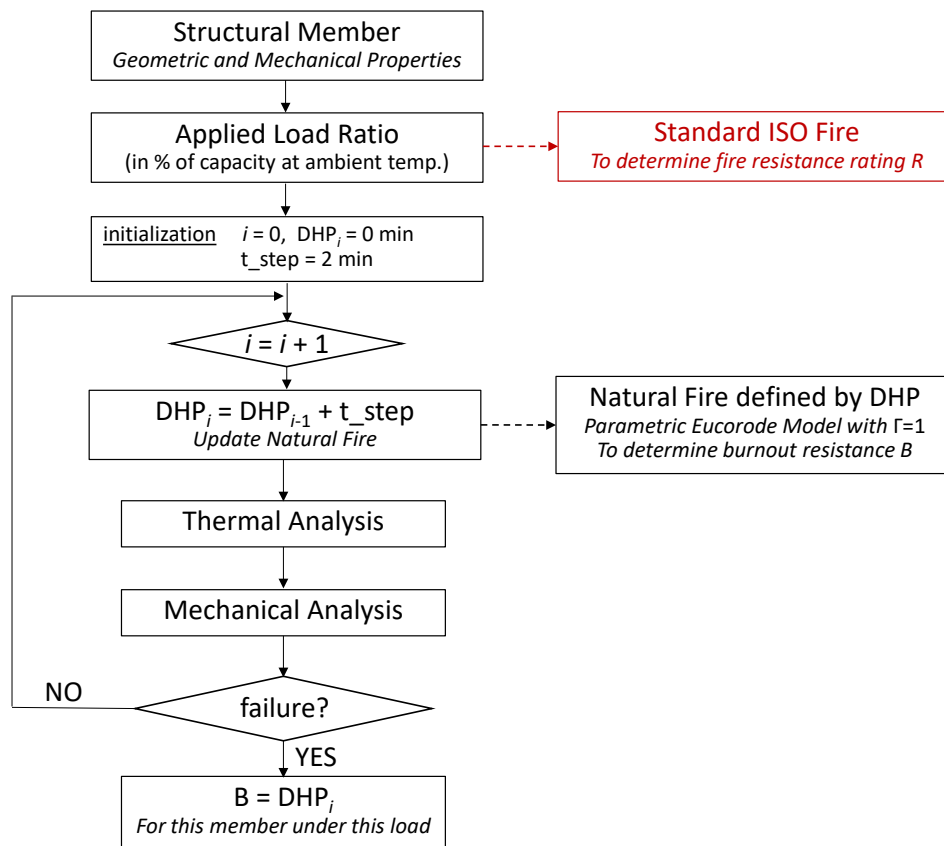 Structural Member
Geometric and Mechanical Properties
Applied Load Ratio
(in % of capacity at ambient temp.)
Standard ISO Fire
To determine fire resistance rating R
initialization i = 0, DHPᵢ = 0 min
t_step = 2 min
i = i + 1
DHPᵢ = DHPᵢ₋₁ + t_step
Update Natural Fire
Natural Fire defined by DHP
Parametric Eucorode Model with Γ=1
To determine burnout resistance B
Thermal Analysis
Mechanical Analysis
NO
failure?
YES
B = DHPᵢ
For this member under this load